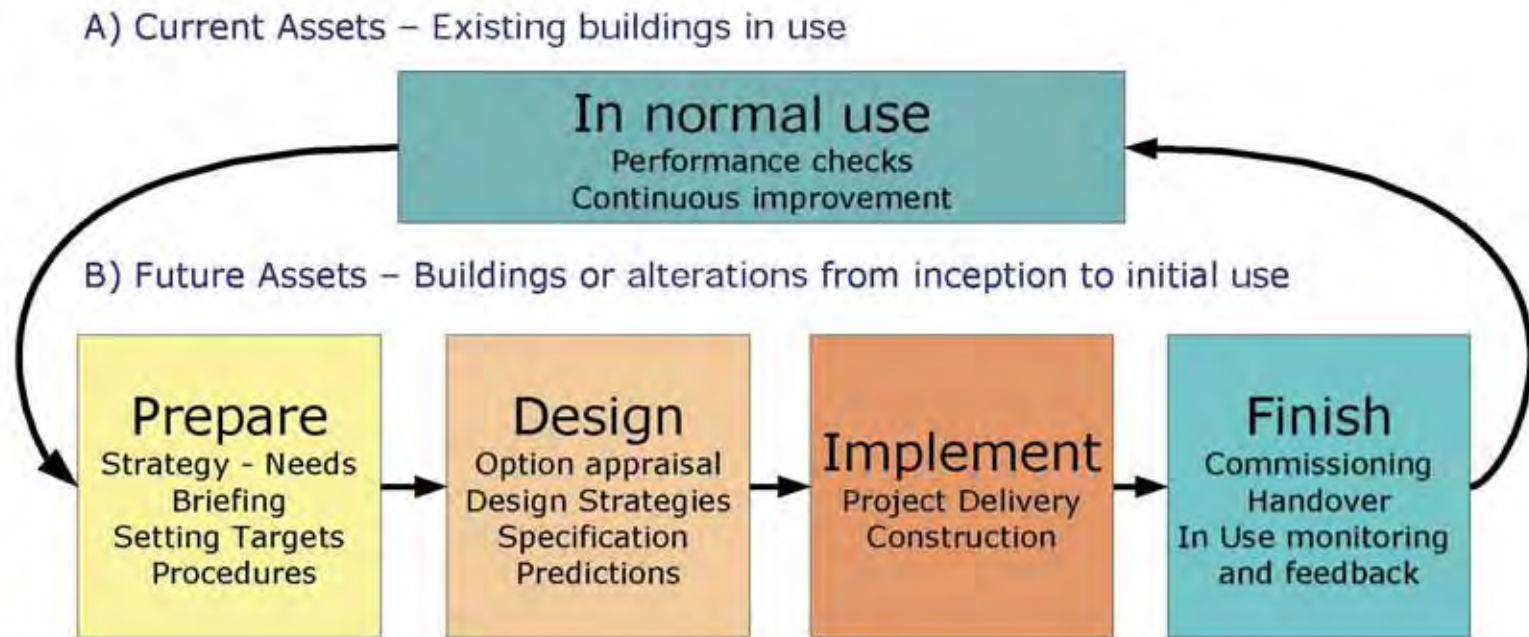 A) Current Assets – Existing buildings in use
In normal use
Performance checks
Continuous improvement
B) Future Assets – Buildings or alterations from inception to initial use
Prepare
Strategy - Needs
Briefing
Setting Targets
Procedures
Design
Option appraisal
Design Strategies
Specification
Predictions
Implement
Project Delivery
Construction
Finish
Commissioning
Handover
In Use monitoring
and feedback